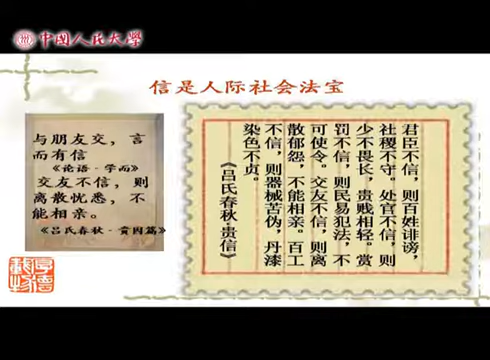 中国人民大学
信是人际社会法宝
与朋友交，言
而有信
《论语·学而》
交友不信，则
离散忧恚，不
能相亲。
《吕氏春秋·贵因篇》
君臣不信，则百姓诽谤，
社稷不守。处官不信，则
少不畏长，贵贱相轻。赏
罚不信，则民易犯法，不
可使令。交友不信，则离
散郁怨，不能相亲。百工
不信，则器械苦伪，丹漆
染色不贞。
《吕氏春秋·贵信》
厚德载物